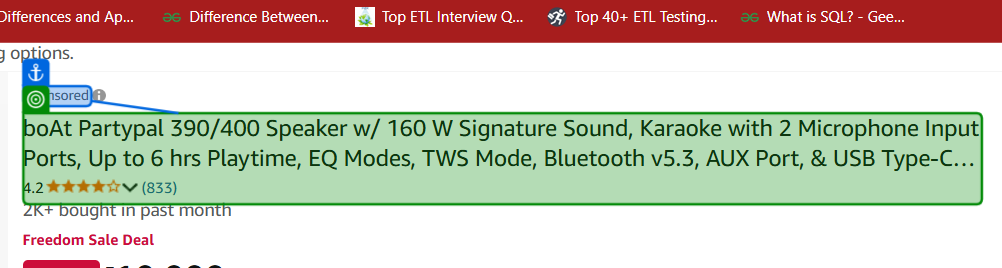 Differences and Ap...
Difference Between...
Top ETL Interview Q...
Top 40+ ETL Testing...
What is SQL? - Gee...
g options.
nsored
boAt Partypal 390/400 Speaker w/ 160 W Signature Sound, Karaoke with 2 Microphone Input
Ports, Up to 6 hrs Playtime, EQ Modes, TWS Mode, Bluetooth v5.3, AUX Port, & USB Type-C...
4.2 (833)
2K+ bought in past month
Freedom Sale Deal